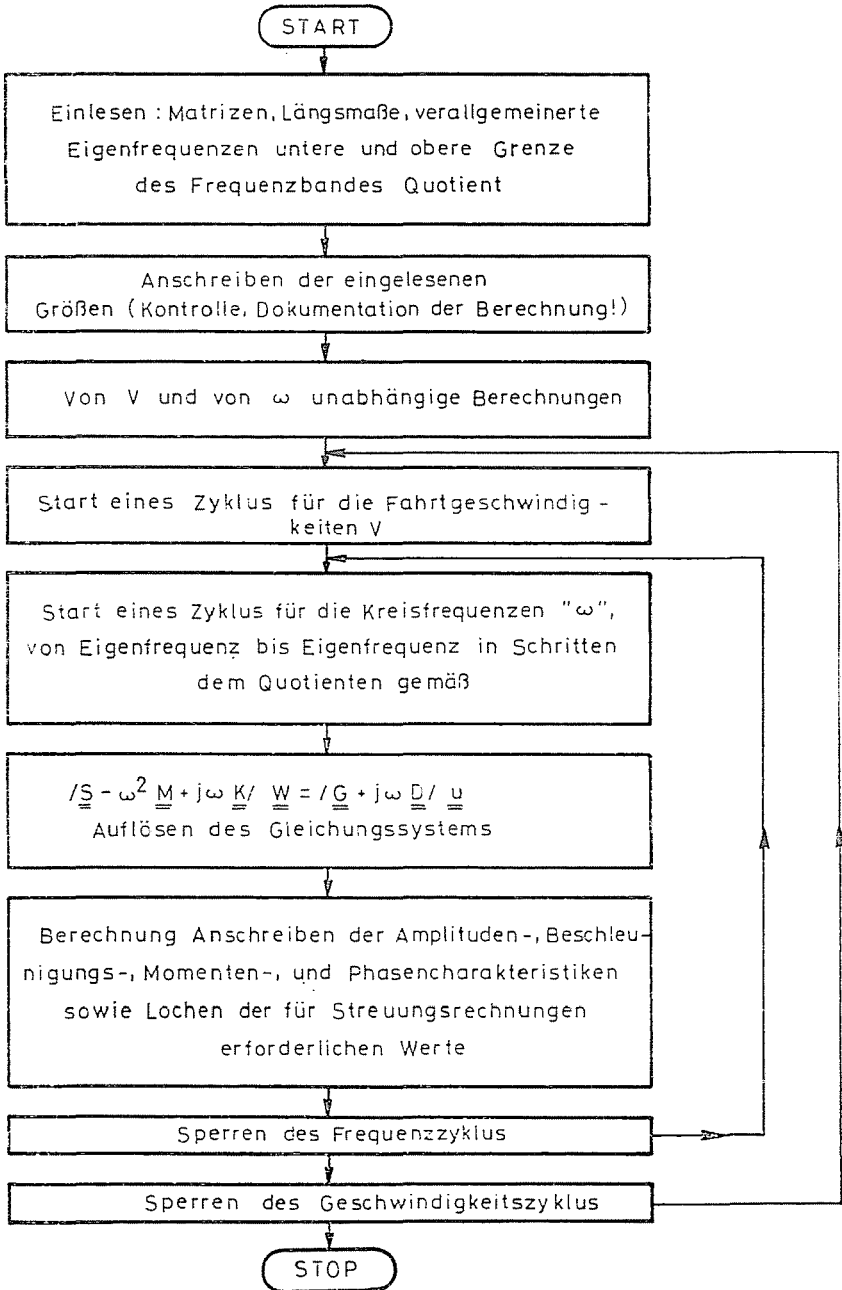 START
Einlesen : Matrizen, Längsmaße, verallgemeinerte
Eigenfrequenzen untere und obere Grenze
des Frequenzbandes Quotient
Anschreiben der eingelesenen
Größen (Kontrolle, Dokumentation der Berechnung!)
Von V und von ω unabhängige Berechnungen
Start eines Zyklus für die Fahrtgeschwindig-
keiten V
Start eines Zyklus für die Kreisfrequenzen "ω",
von Eigenfrequenz bis Eigenfrequenz in Schritten
dem Quotienten gemäß
/S - ω² M + jω K/ W = /G + jω D/ u
Auflösen des Gleichungssystems
Berechnung Anschreiben der Amplituden-, Beschleu-
nigungs-, Momenten-, und Phasencharakteristiken
sowie Lochen der für Streuungsrechnungen
erforderlichen Werte
Sperren des Frequenzzyklus
Sperren des Geschwindigkeitszyklus
STOP